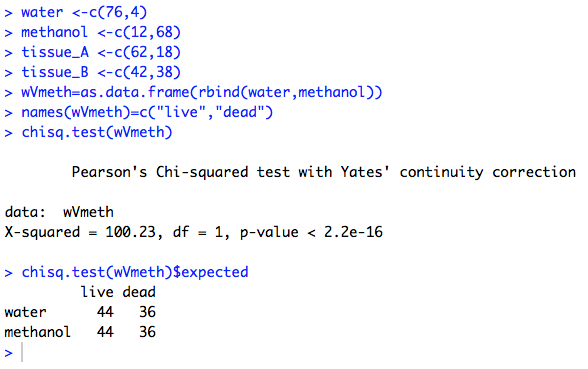 > water <-c(76,4)
> methanol <-c(12,68)
> tissue_A <-c(62,18)
> tissue_B <-c(42,38)
> wVmeth=as.data.frame(rbind(water,methanol))
> names(wVmeth)=c("live","dead")
> chisq.test(wVmeth)
Pearson's Chi-squared test with Yates' continuity correction
data:  wVmeth
X-squared = 100.23, df = 1, p-value < 2.2e-16
> chisq.test(wVmeth)$expected
         live dead
water      44   36
methanol   44   36
>